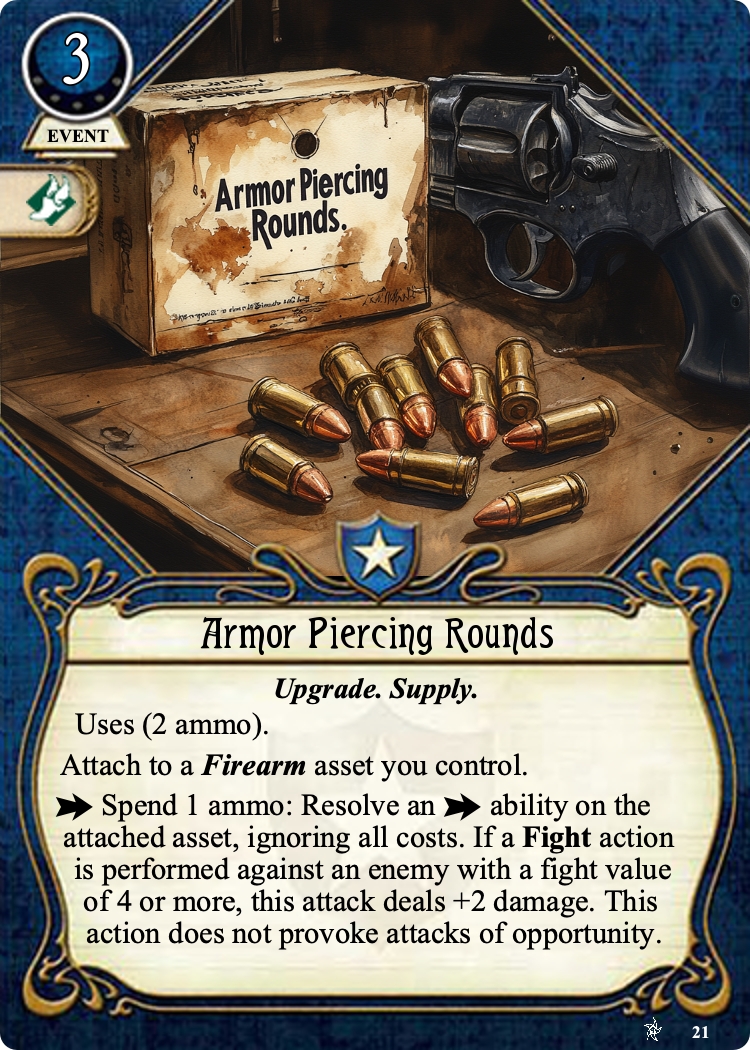 3
EVENT
Armor Piercing
Rounds.
Armor Piercing Rounds
Upgrade. Supply.
Uses (2 ammo).
Attach to a Firearm asset you control.
Spend 1 ammo: Resolve an ability on the
attached asset, ignoring all costs. If a Fight action
is performed against an enemy with a fight value
of 4 or more, this attack deals +2 damage. This
action does not provoke attacks of opportunity.
21